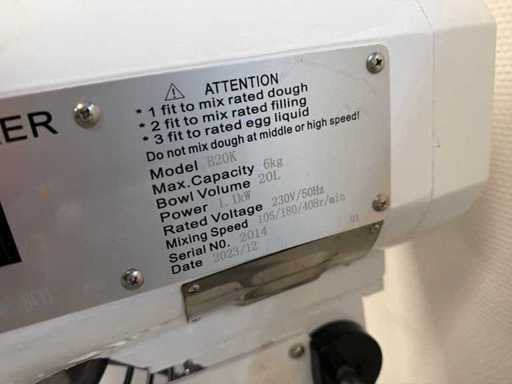 ER
ATTENTION
* 1 fit to mix rated dough
* 2 fit to mix rated filling
* 3 fit to rated egg liquid
Do not mix dough at middle or high speed!
Model B20K
Max.Capacity 6kg
Bowl Volume 20L
Power 1.1kW
Rated Voltage 230V/50Hz
Mixing Speed 105/180/408r/min
Serial NO. 2014
Date 2023/12